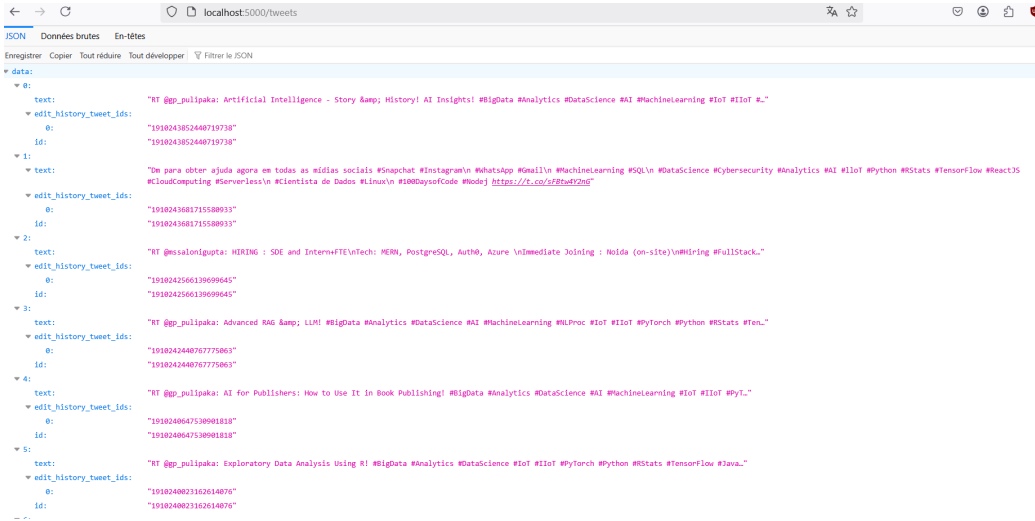 localhost:5000/tweets
JSON Données brutes En-têtes
Enregistrer Copier Tout réduire Tout développer Filtrer le JSON
data:
0:
text: "RT @gp_pulipaka: Artificial Intelligence - Story &amp; History! AI Insights! #BigData #Analytics #DataScience #AI #MachineLearning #IoT #IIoT #…"
edit_history_tweet_ids:
0: "1910243852440719738"
id: "1910243852440719738"
1:
text: "Dm para obter ajuda agora em todas as mídias sociais #Snapchat #Instagram\n #WhatsApp #Gmail\n #MachineLearning #SQL\n #DataScience #Cybersecurity #Analytics #AI #lloT #Python #RStats #TensorFlow #ReactJS
#CloudComputing #Serverless\n #Cientista de Dados #Linux\n #100DaysofCode #Nodej https://t.co/sFBtw4Y2nG"
edit_history_tweet_ids:
0: "1910243681715580933"
id: "1910243681715580933"
2:
text: "RT @mssalonigupta: HIRING : SDE and Intern+FTE\nTech: MERN, PostgreSQL, Auth0, Azure \nImmediate Joining : Noida (on-site)\n#Hiring #FullStack…"
edit_history_tweet_ids:
0: "1910242566139699645"
id: "1910242566139699645"
3:
text: "RT @gp_pulipaka: Advanced RAG &amp; LLM! #BigData #Analytics #DataScience #AI #MachineLearning #NLProc #IoT #IIoT #PyTorch #Python #RStats #Ten…"
edit_history_tweet_ids:
0: "1910242440767775063"
id: "1910242440767775063"
4:
text: "RT @gp_pulipaka: AI for Publishers: How to Use It in Book Publishing! #BigData #Analytics #DataScience #AI #MachineLearning #IoT #IIoT #PyT…"
edit_history_tweet_ids:
0: "1910240647530901818"
id: "1910240647530901818"
5:
text: "RT @gp_pulipaka: Exploratory Data Analysis Using R! #BigData #Analytics #DataScience #IoT #IIoT #PyTorch #Python #RStats #TensorFlow #Java…"
edit_history_tweet_ids:
0: "1910240023162614076"
id: "1910240023162614076"